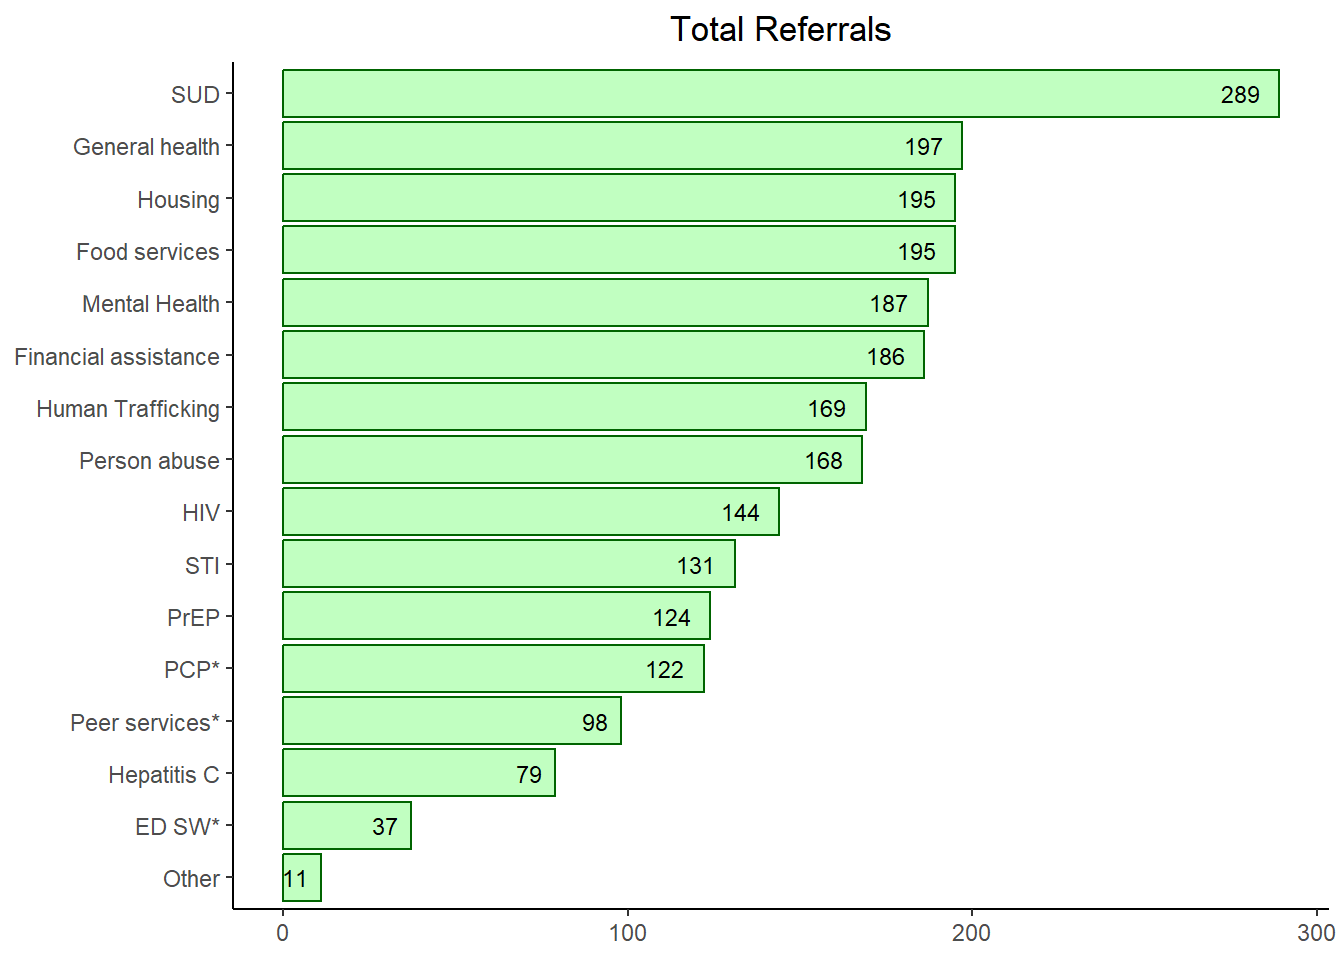 Total Referrals
SUD 289
General health 197
Housing 195
Food services 195
Mental Health 187
Financial assistance 186
Human Trafficking 169
Person abuse 168
HIV 144
STI 131
PrEP 124
PCP* 122
Peer services* 98
Hepatitis C 79
ED SW* 37
Other 11
0 100 200 300